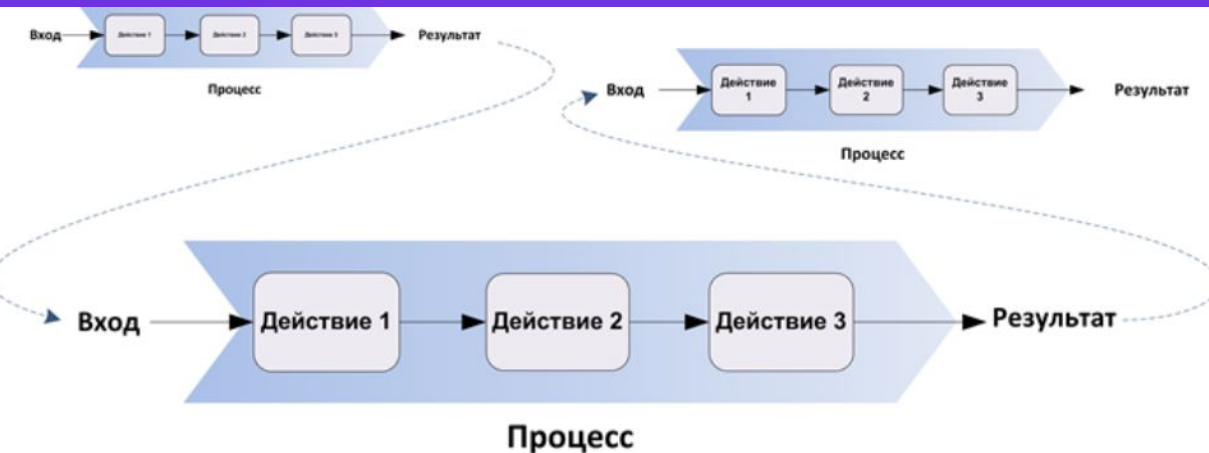 Вход
Действие 1
Действие 2
Действие 3
Результат
Процесс
Вход
Действие
1
Действие
2
Действие
3
Результат
Процесс
Вход
Действие 1
Действие 2
Действие 3
Результат
Процесс